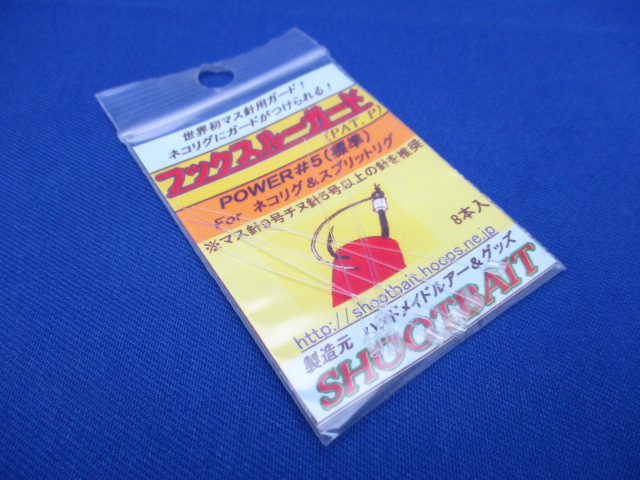 世界初マス針用ガード！
ネコリグにガードがつけられる！
フックスルーガード
(PAT.P)
POWER#5(標準)
For ネコリグ&スプリットリグ
※マス針9号チヌ針5号以上の針を推奨
8本入
http://shootbait.hoops.ne.jp
製造元 ハンドメイドルアー&グッズ
SHOOTBAIT